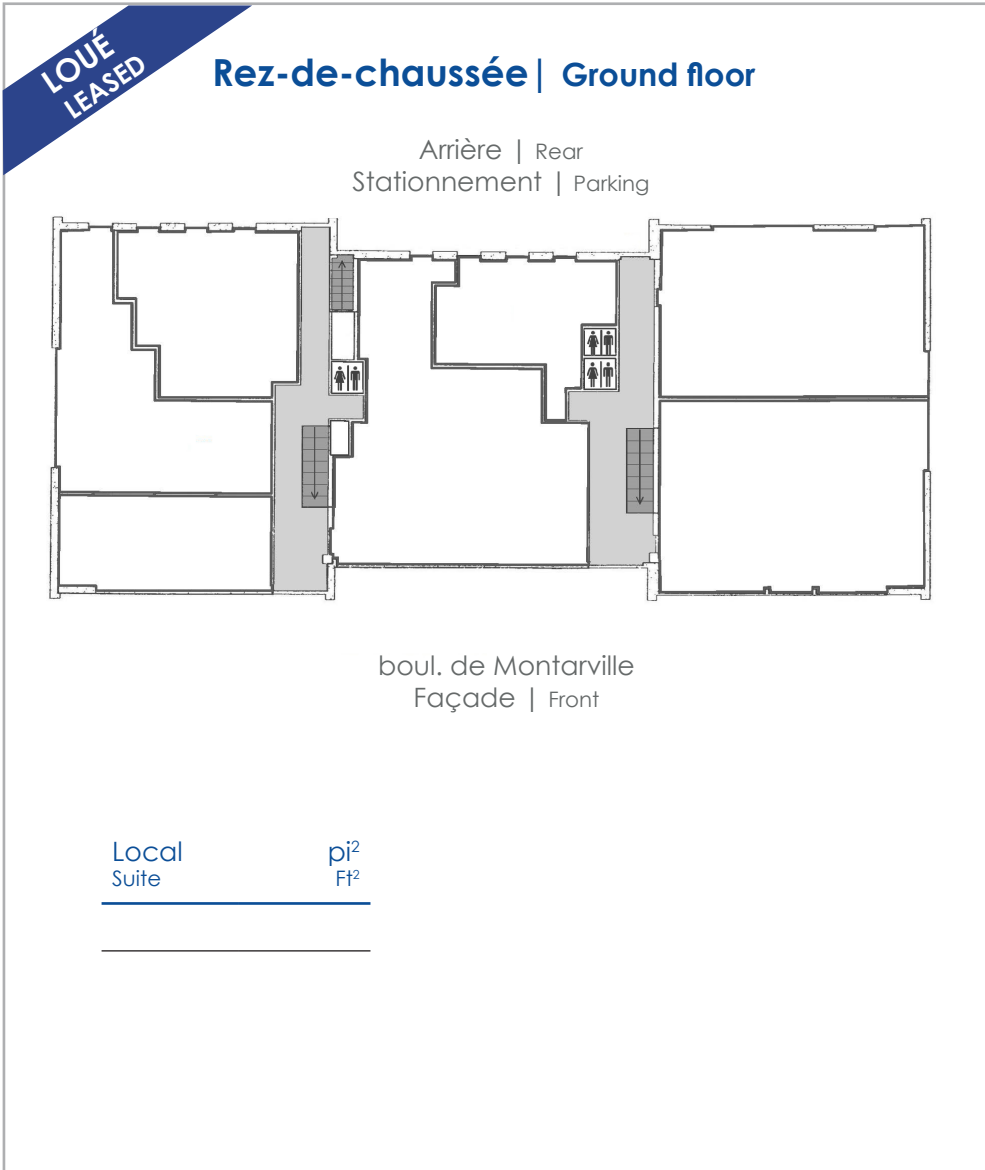 LOUÉ
LEASED
Rez-de-chaussée | Ground floor
Arrière | Rear
Stationnement | Parking
boul. de Montarville
Façade | Front
Local pi²
Suite Ft²